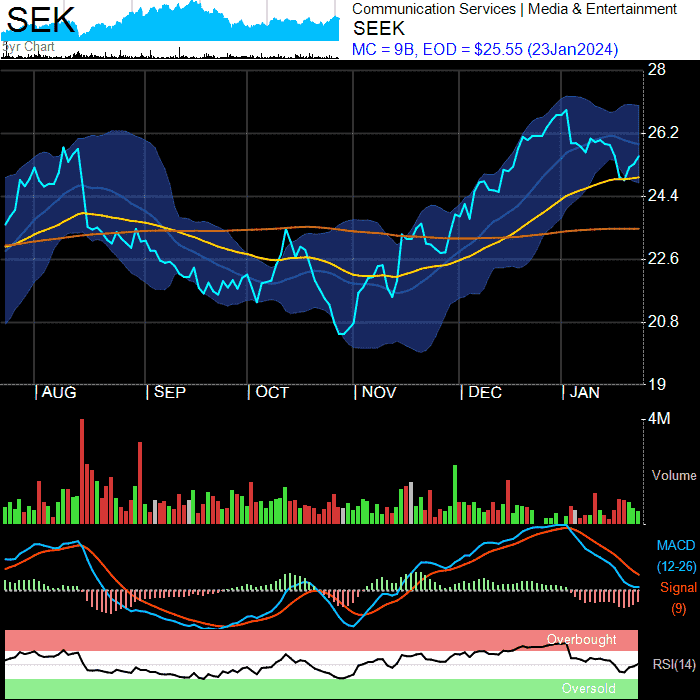 SEK
5yr Chart
Communication Services | Media & Entertainment
SEEK
MC = 9B, EOD = $25.55 (23Jan2024)
28
26.2
24.4
22.6
20.8
19
| AUG | SEP | OCT | NOV | DEC | JAN
4M
Volume
MACD
(12-26)
Signal
(9)
Overbought
RSI(14)
Oversold